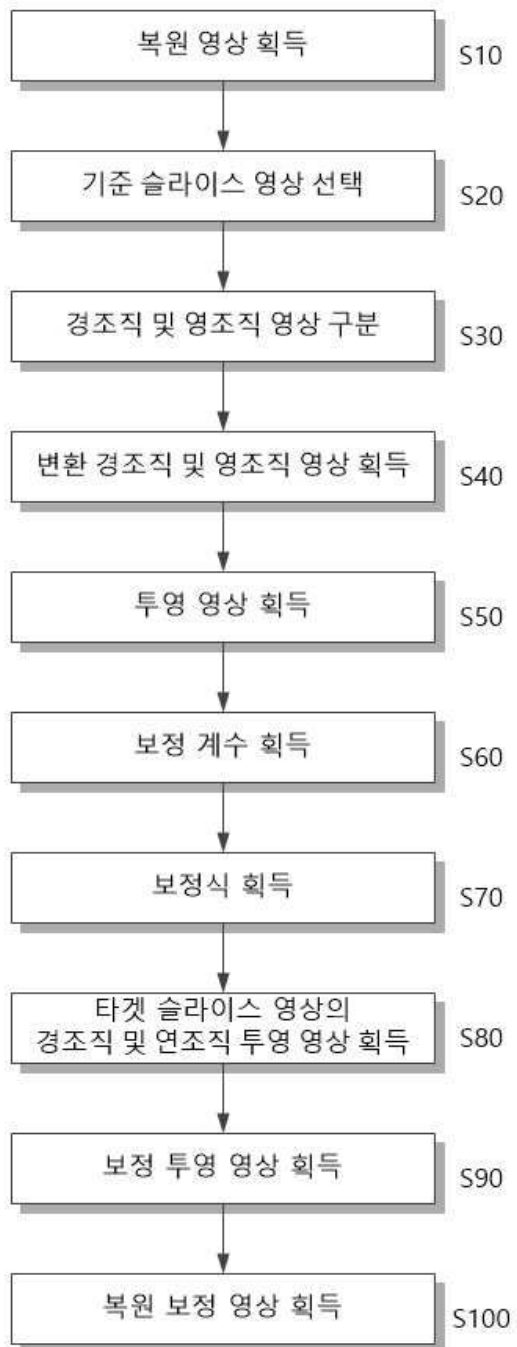 복원 영상 획득
S10
기준 슬라이스 영상 선택
S20
경조직 및 영조직 영상 구분
S30
변환 경조직 및 영조직 영상 획득
S40
투영 영상 획득
S50
보정 계수 획득
S60
보정식 획득
S70
타겟 슬라이스 영상의
경조직 및 연조직 투영 영상 획득
S80
보정 투영 영상 획득
S90
복원 보정 영상 획득
S100